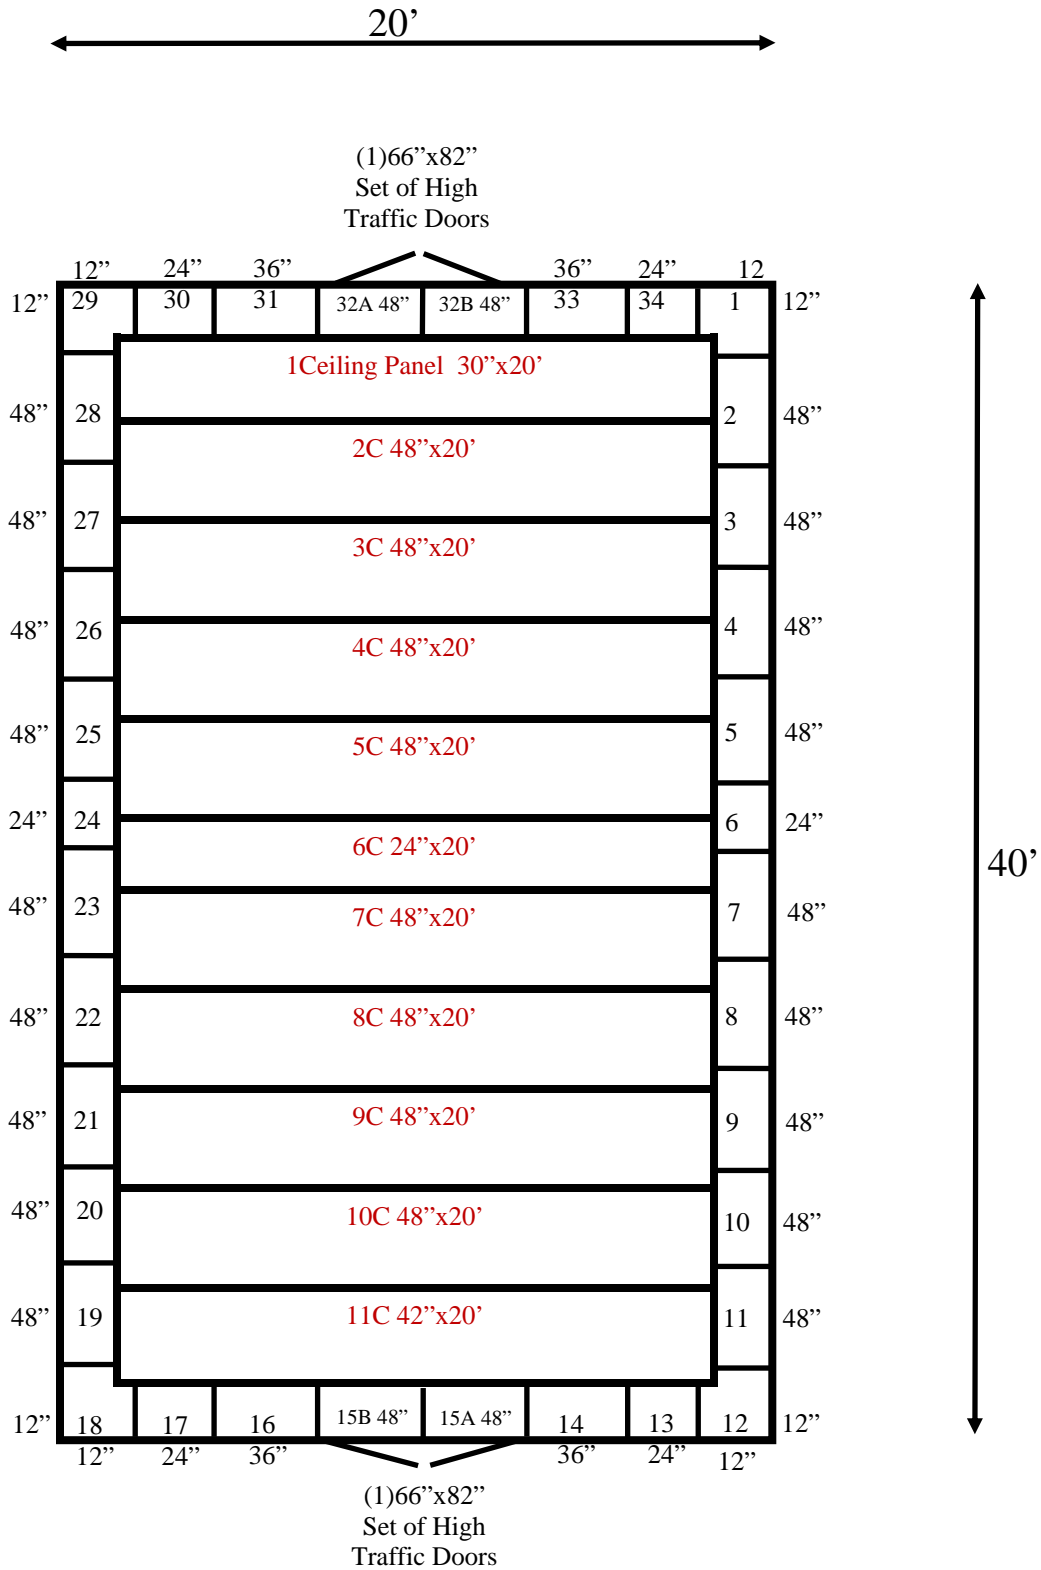 20’
(1)66”x82”
Set of High
Traffic Doors
12” 24” 36” 36” 24” 12
12” 29 30 31 32A 48” 32B 48” 33 34 1 12”
1Ceiling Panel 30”x20’
48” 28 2 48”
2C 48”x20’
48” 27 3 48”
3C 48”x20’
48” 26 4 48”
4C 48”x20’
48” 25 5 48”
5C 48”x20’
24” 24 6 24”
6C 24”x20’
40’
48” 23 7 48”
7C 48”x20’
48” 22 8 48”
8C 48”x20’
48” 21 9 48”
9C 48”x20’
48” 20 10 48”
10C 48”x20’
48” 19 11 48”
11C 42”x20’
12” 18 17 16 15B 48” 15A 48” 14 13 12 12”
12” 24” 36” 36” 24” 12”
(1)66”x82”
Set of High
Traffic Doors